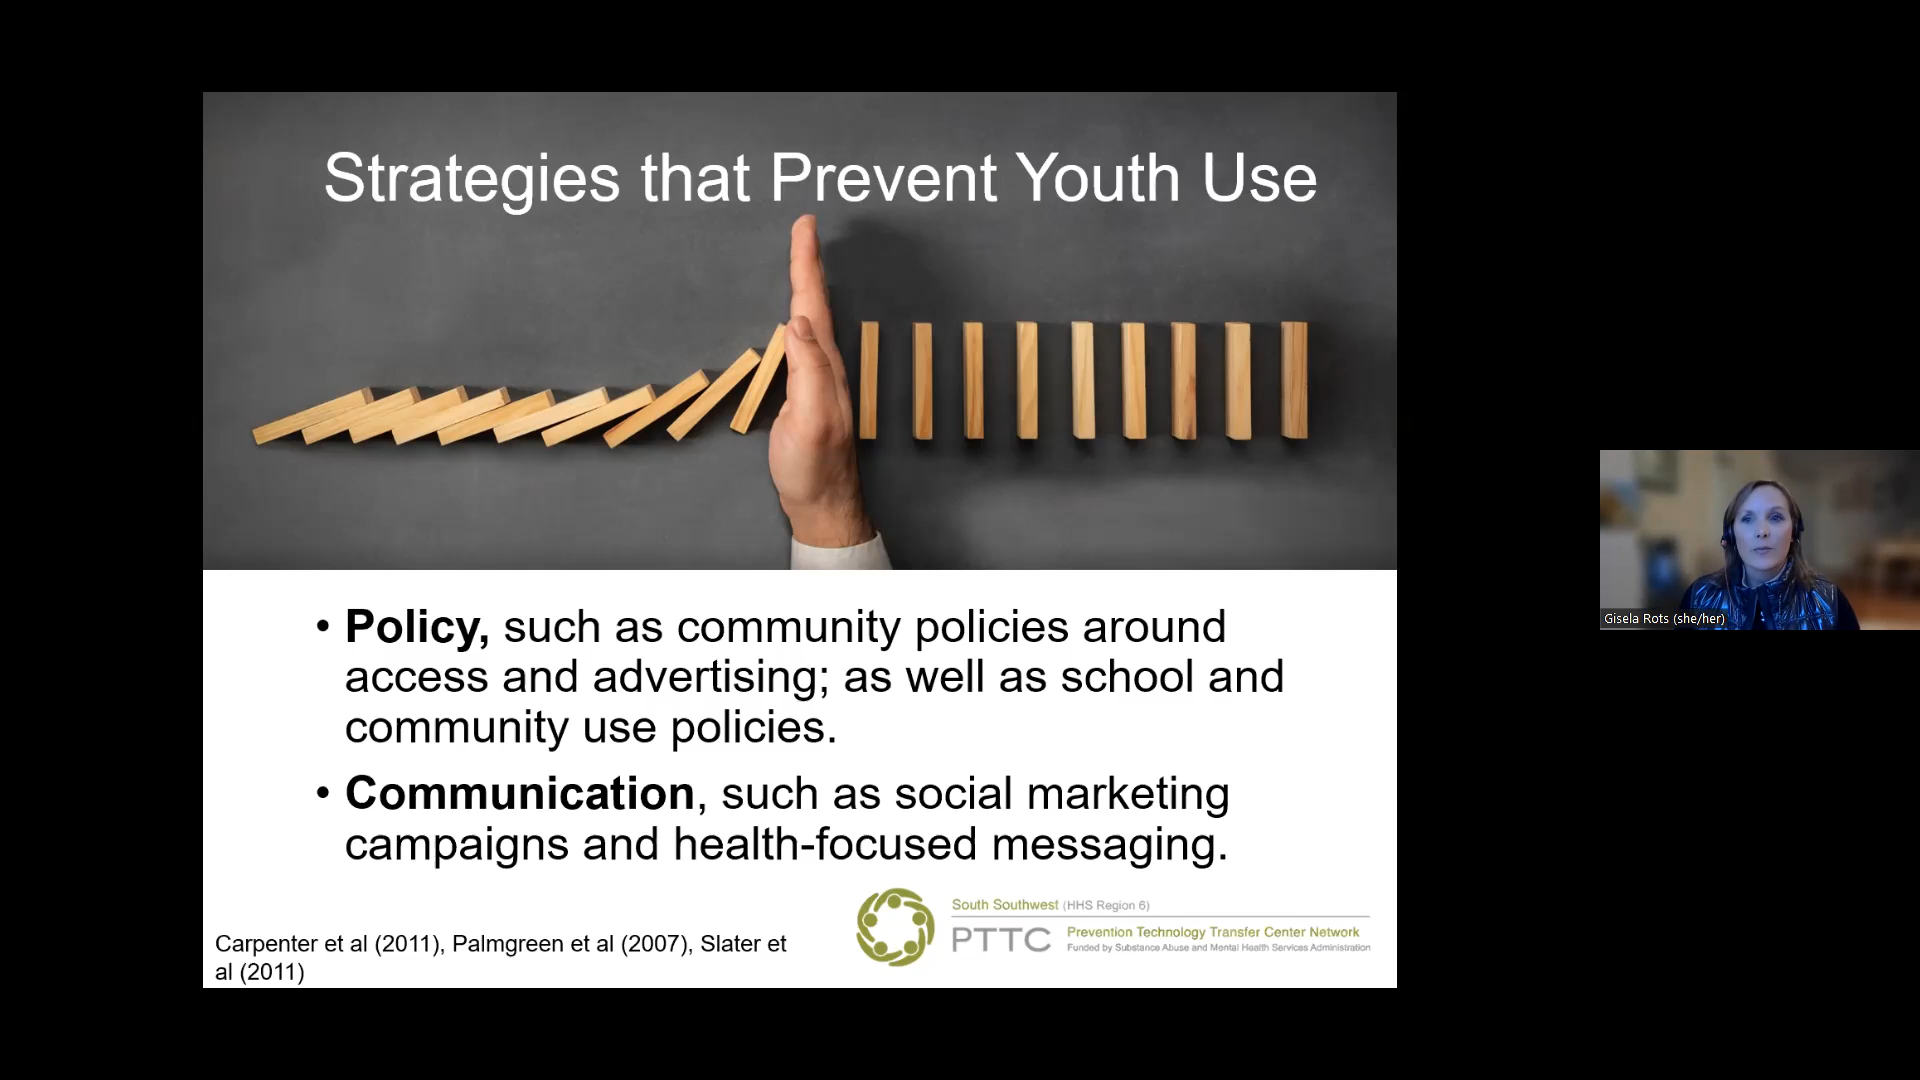 Strategies that Prevent Youth Use
• Policy, such as community policies around
access and advertising; as well as school and
community use policies.
• Communication, such as social marketing
campaigns and health-focused messaging.
Carpenter et al (2011), Palmgreen et al (2007), Slater et
al (2011)
South Southwest (HHS Region 6)
PTTC
Prevention Technology Transfer Center Network
Funded by Substance Abuse and Mental Health Services Administration
Gisela Rots (she/her)